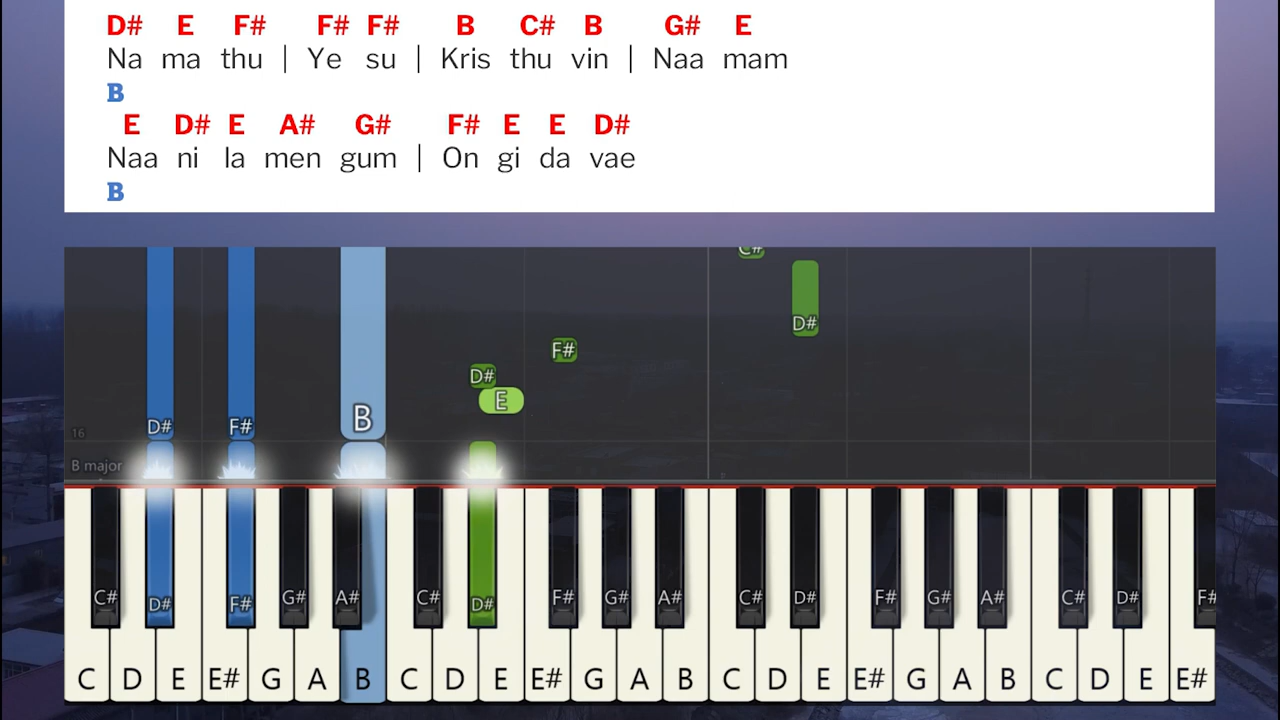 D# E F# F# F# B C# B G# E
Na ma thu | Ye su | Kris thu vin | Naa mam
B
E D# E A# G# F# E E D#
Naa ni la men gum | On gi da vae
B
C#
D#
F#
D#
E
D# F# B
16
B major
C# D# F# G# A# C# D# F# G# A# C# D# F# G# A# C# D# F#
C D E E# G A B C D E E# G A B C D E E# G A B C D E E#